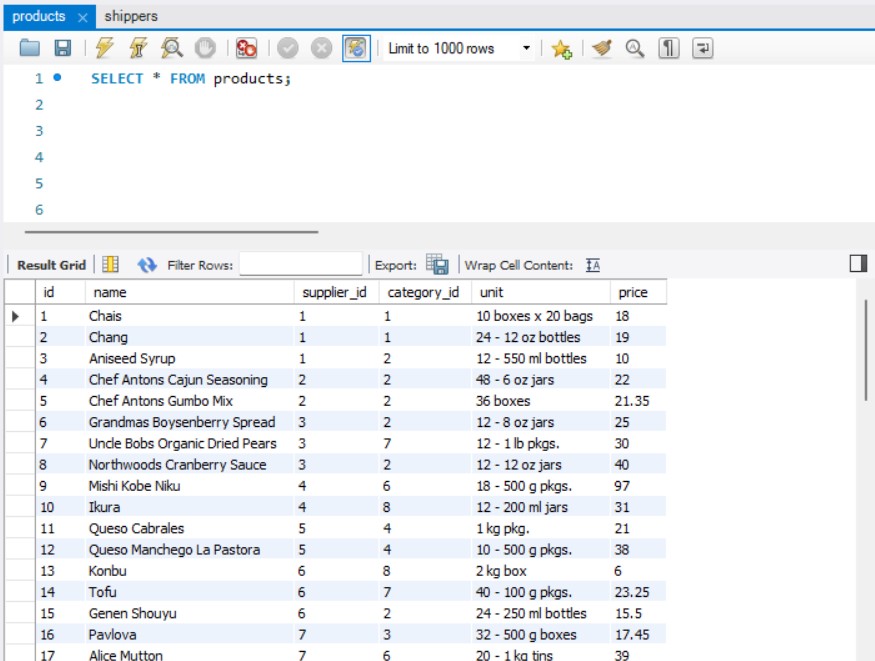 products shippers
Limit to 1000 rows
1 SELECT * FROM products;
2
3
4
5
6
Result Grid Filter Rows: Export: Wrap Cell Content:
id name supplier_id category_id unit price
1 Chais 1 1 10 boxes x 20 bags 18
2 Chang 1 1 24 - 12 oz bottles 19
3 Aniseed Syrup 1 2 12 - 550 ml bottles 10
4 Chef Antons Cajun Seasoning 2 2 48 - 6 oz jars 22
5 Chef Antons Gumbo Mix 2 2 36 boxes 21.35
6 Grandmas Boysenberry Spread 3 2 12 - 8 oz jars 25
7 Uncle Bobs Organic Dried Pears 3 7 12 - 1 lb pkgs. 30
8 Northwoods Cranberry Sauce 3 2 12 - 12 oz jars 40
9 Mishi Kobe Niku 4 6 18 - 500 g pkgs. 97
10 Ikura 4 8 12 - 200 ml jars 31
11 Queso Cabrales 5 4 1 kg pkg. 21
12 Queso Manchego La Pastora 5 4 10 - 500 g pkgs. 38
13 Konbu 6 8 2 kg box 6
14 Tofu 6 7 40 - 100 g pkgs. 23.25
15 Genen Shouyu 6 2 24 - 250 ml bottles 15.5
16 Pavlova 7 3 32 - 500 g boxes 17.45
17 Alice Mutton 7 6 20 - 1 kg tins 39